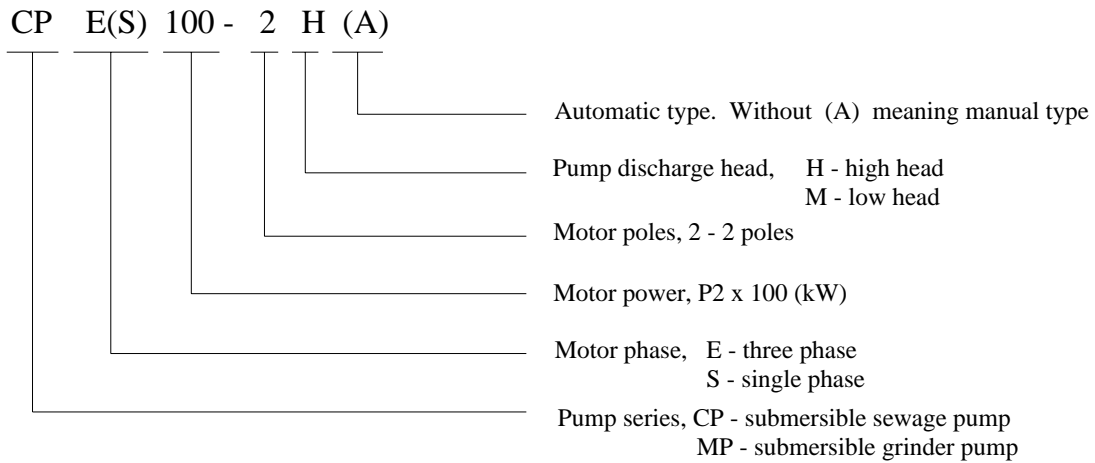 CP E(S) 100 - 2 H (A)
Automatic type. Without (A) meaning manual type
Pump discharge head, H - high head
M - low head
Motor poles, 2 - 2 poles
Motor power, P2 x 100 (kW)
Motor phase, E - three phase
S - single phase
Pump series, CP - submersible sewage pump
MP - submersible grinder pump